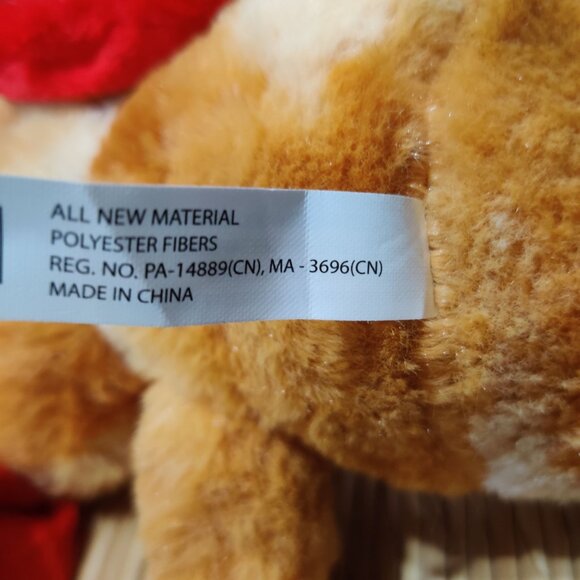 ALL NEW MATERIAL
POLYESTER FIBERS
REG. NO. PA-14889(CN), MA - 3696(CN)
MADE IN CHINA